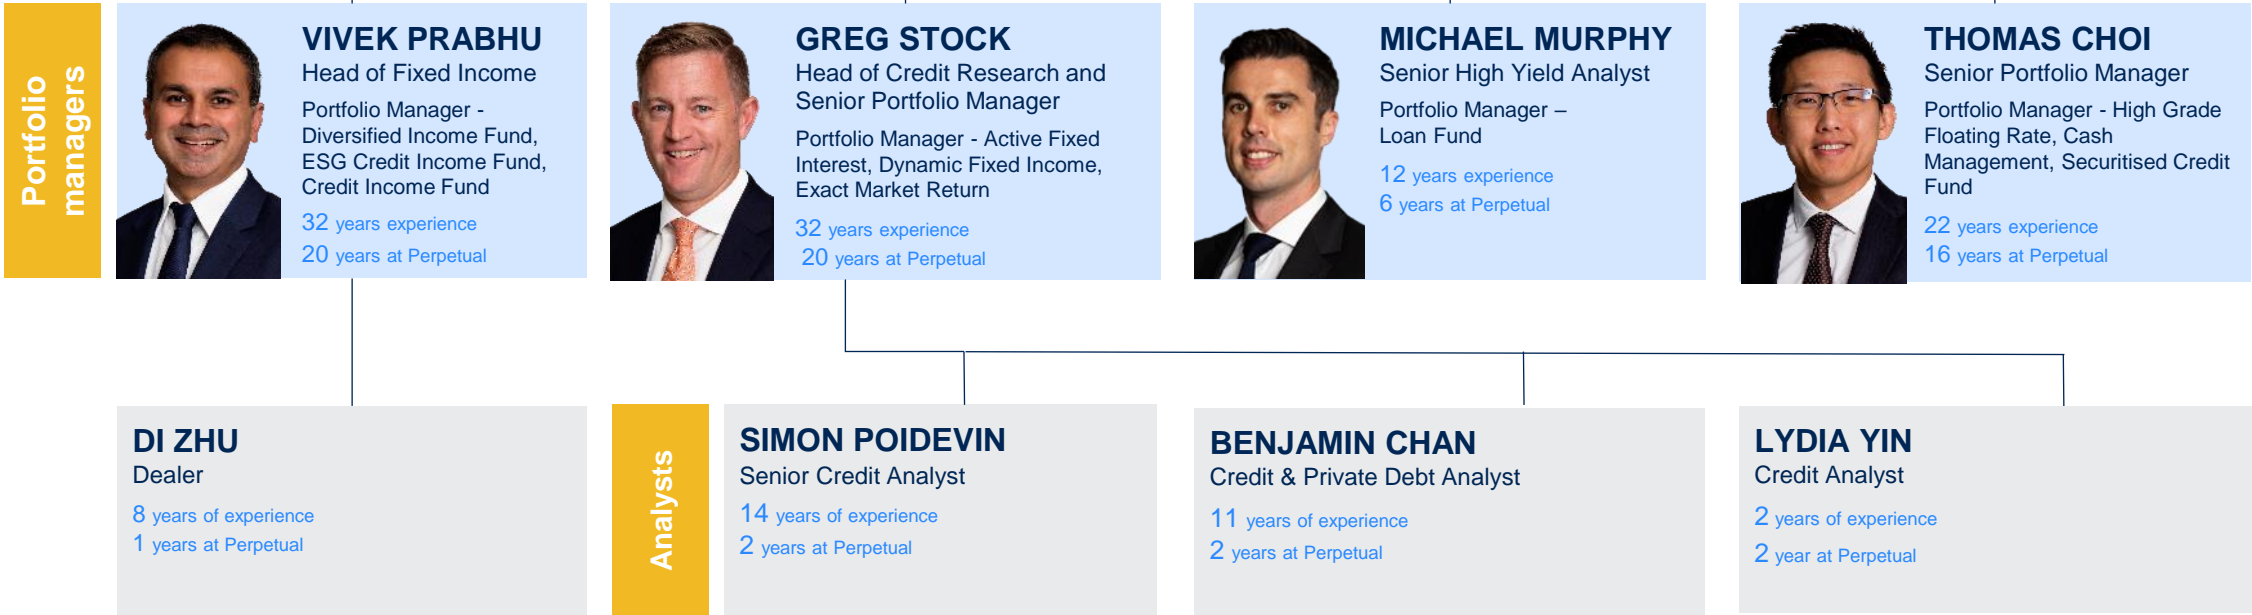 Portfolio
managers
VIVEK PRABHU
Head of Fixed Income
Portfolio Manager -
Diversified Income Fund,
ESG Credit Income Fund,
Credit Income Fund
32 years experience
20 years at Perpetual
GREG STOCK
Head of Credit Research and
Senior Portfolio Manager
Portfolio Manager - Active Fixed
Interest, Dynamic Fixed Income,
Exact Market Return
32 years experience
20 years at Perpetual
MICHAEL MURPHY
Senior High Yield Analyst
Portfolio Manager –
Loan Fund
12 years experience
6 years at Perpetual
THOMAS CHOI
Senior Portfolio Manager
Portfolio Manager - High Grade
Floating Rate, Cash
Management, Securitised Credit
Fund
22 years experience
16 years at Perpetual
DI ZHU
Dealer
8 years of experience
1 years at Perpetual
Analysts
SIMON POIDEVIN
Senior Credit Analyst
14 years of experience
2 years at Perpetual
BENJAMIN CHAN
Credit & Private Debt Analyst
11 years of experience
2 years at Perpetual
LYDIA YIN
Credit Analyst
2 years of experience
2 year at Perpetual